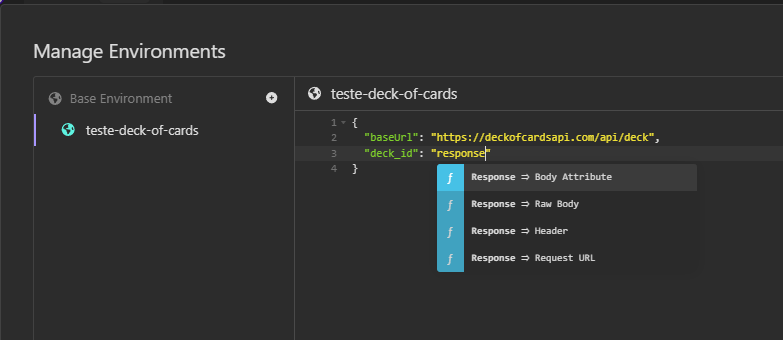 Manage Environments
Base Environment
teste-deck-of-cards
teste-deck-of-cards
1 {
2 "baseUrl": "https://deckofcardsapi.com/api/deck",
3 "deck_id": "response"
4 }
ƒ Response ⇒ Body Attribute
ƒ Response ⇒ Raw Body
ƒ Response ⇒ Header
ƒ Response ⇒ Request URL